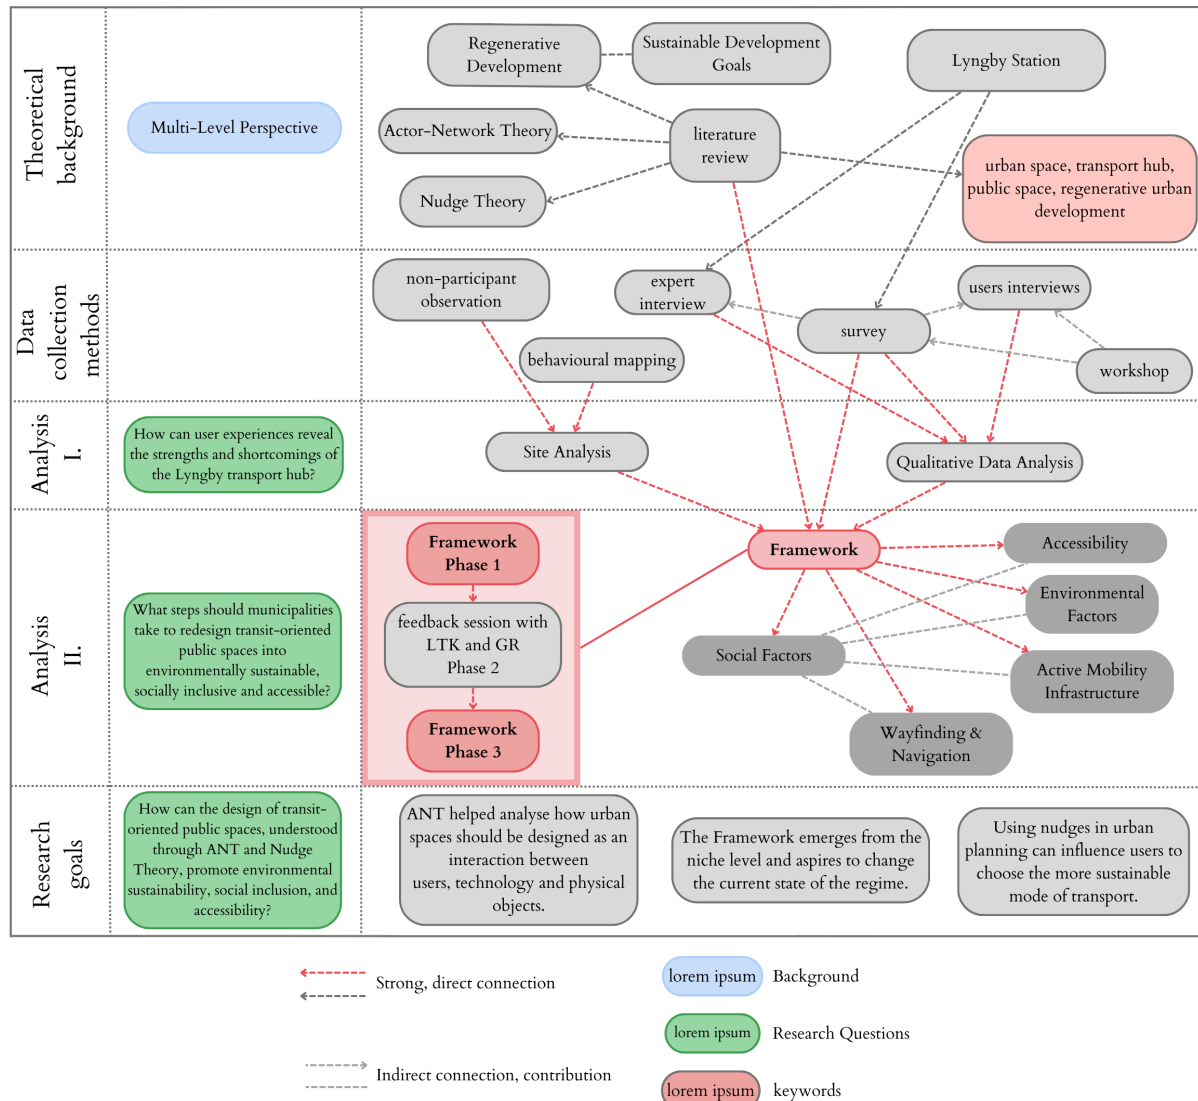 Theoretical
background
Multi-Level Perspective
Regenerative
Development
Sustainable Development
Goals
Lyngby Station
Actor-Network Theory
literature
review
Nudge Theory
urban space, transport hub,
public space, regenerative urban
development
Data
collection
methods
non-participant
observation
expert
interview
users interviews
survey
behavioural mapping
workshop
Analysis
I.
How can user experiences reveal
the strengths and shortcomings of
the Lyngby transport hub?
Site Analysis
Qualitative Data Analysis
Analysis
II.
What steps should municipalities
take to redesign transit-oriented
public spaces into
environmentally sustainable,
socially inclusive and accessible?
Framework
Phase 1
feedback session with
LTK and GR
Phase 2
Framework
Phase 3
Framework
Accessibility
Environmental
Factors
Social Factors
Active Mobility
Infrastructure
Wayfinding &
Navigation
Research
goals
How can the design of transit-
oriented public spaces, understood
through ANT and Nudge
Theory, promote environmental
sustainability, social inclusion, and
accessibility?
ANT helped analyse how urban
spaces should be designed as an
interaction between
users, technology and physical
objects.
The Framework emerges from the
niche level and aspires to change
the current state of the regime.
Using nudges in urban
planning can influence users to
choose the more sustainable
mode of transport.
Strong, direct connection
lorem ipsum
Background
lorem ipsum
Research Questions
Indirect connection, contribution
lorem ipsum
keywords